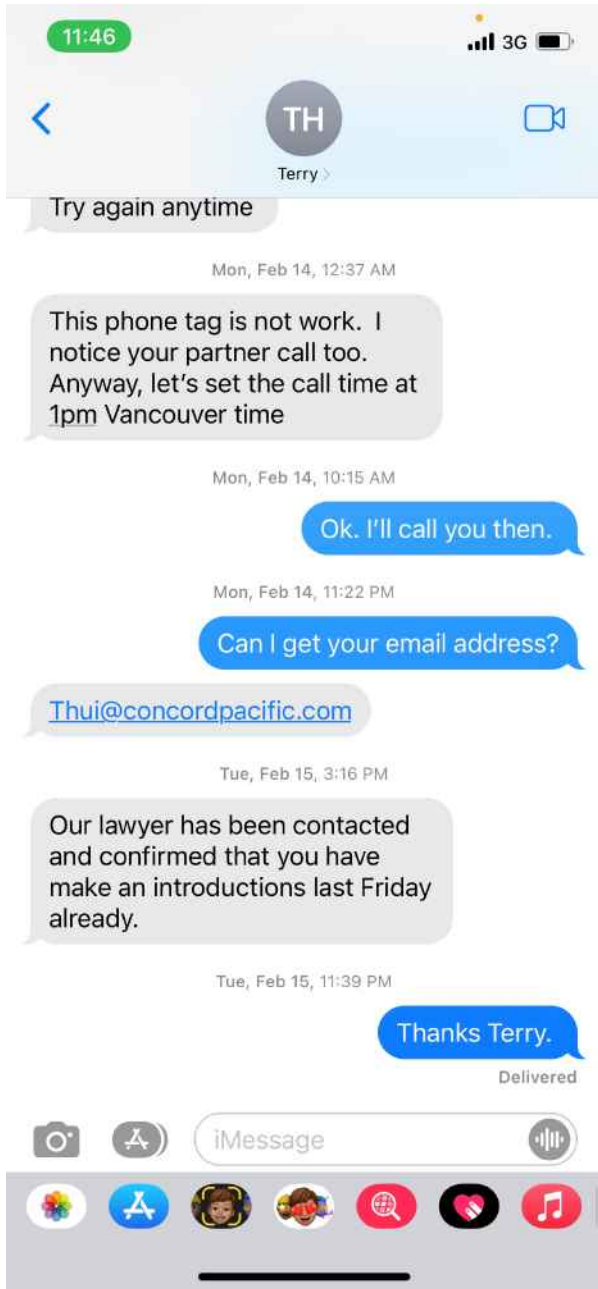 11:46
3G
TH
Terry
Try again anytime
Mon, Feb 14, 12:37 AM
This phone tag is not work. I
notice your partner call too.
Anyway, let's set the call time at
1pm Vancouver time
Mon, Feb 14, 10:15 AM
Ok. I'll call you then.
Mon, Feb 14, 11:22 PM
Can I get your email address?
Thui@concordpacific.com
Tue, Feb 15, 3:16 PM
Our lawyer has been contacted
and confirmed that you have
make an introductions last Friday
already.
Tue, Feb 15, 11:39 PM
Thanks Terry.
Delivered
iMessage